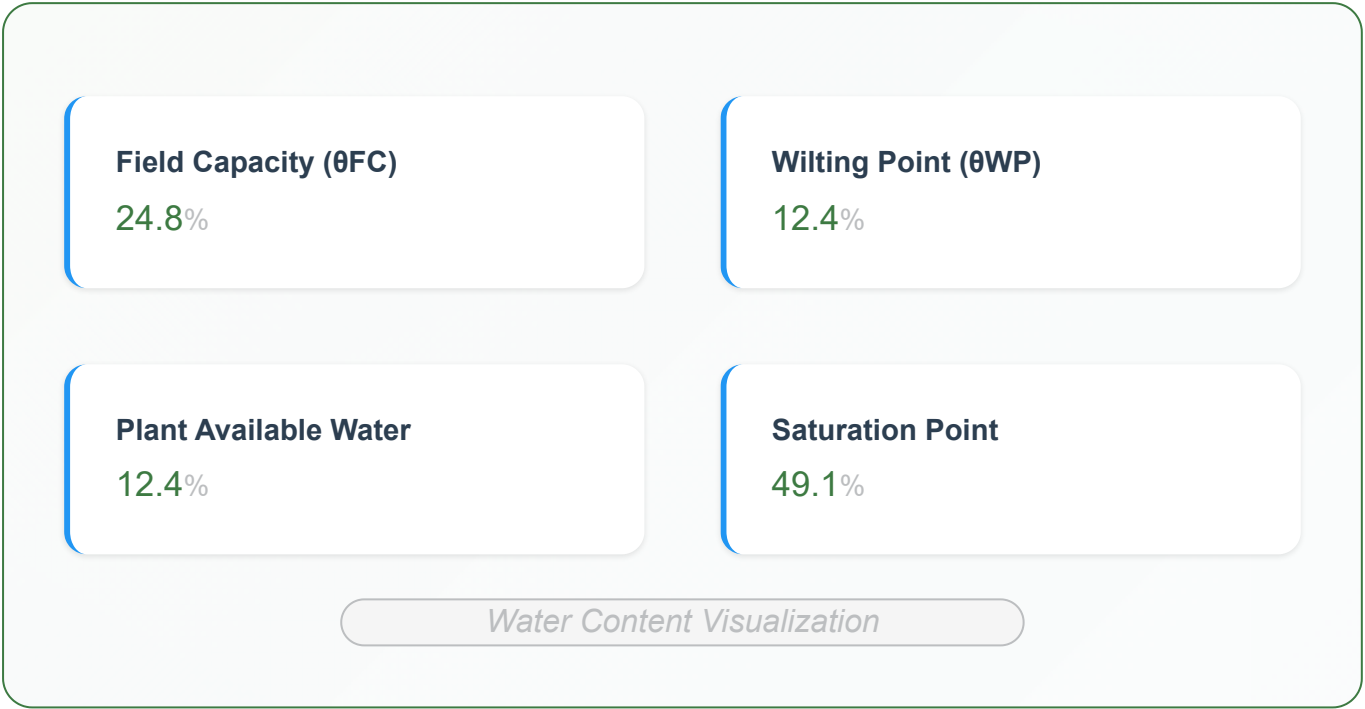 Field Capacity (θFC)
24.8%
Wilting Point (θWP)
12.4%
Plant Available Water
12.4%
Saturation Point
49.1%
Water Content Visualization